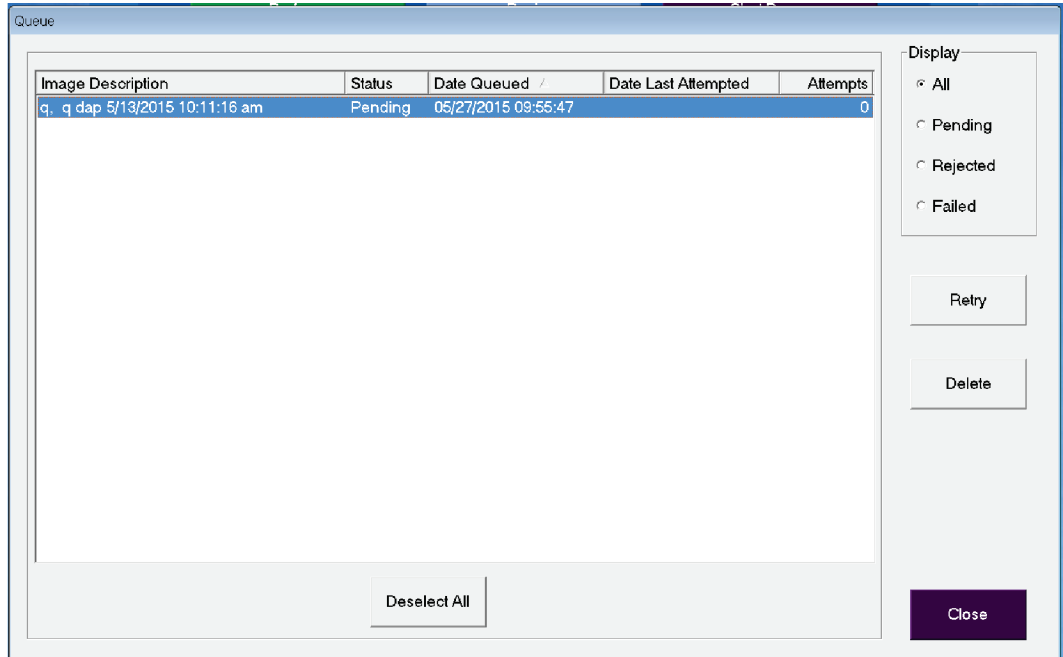 Queue
Display
Image Description Status Date Queued Date Last Attempted Attempts
All
q, q dap 5/13/2015 10:11:16 am Pending 05/27/2015 09:55:47 0
Pending
Rejected
Failed
Retry
Delete
Deselect All
Close